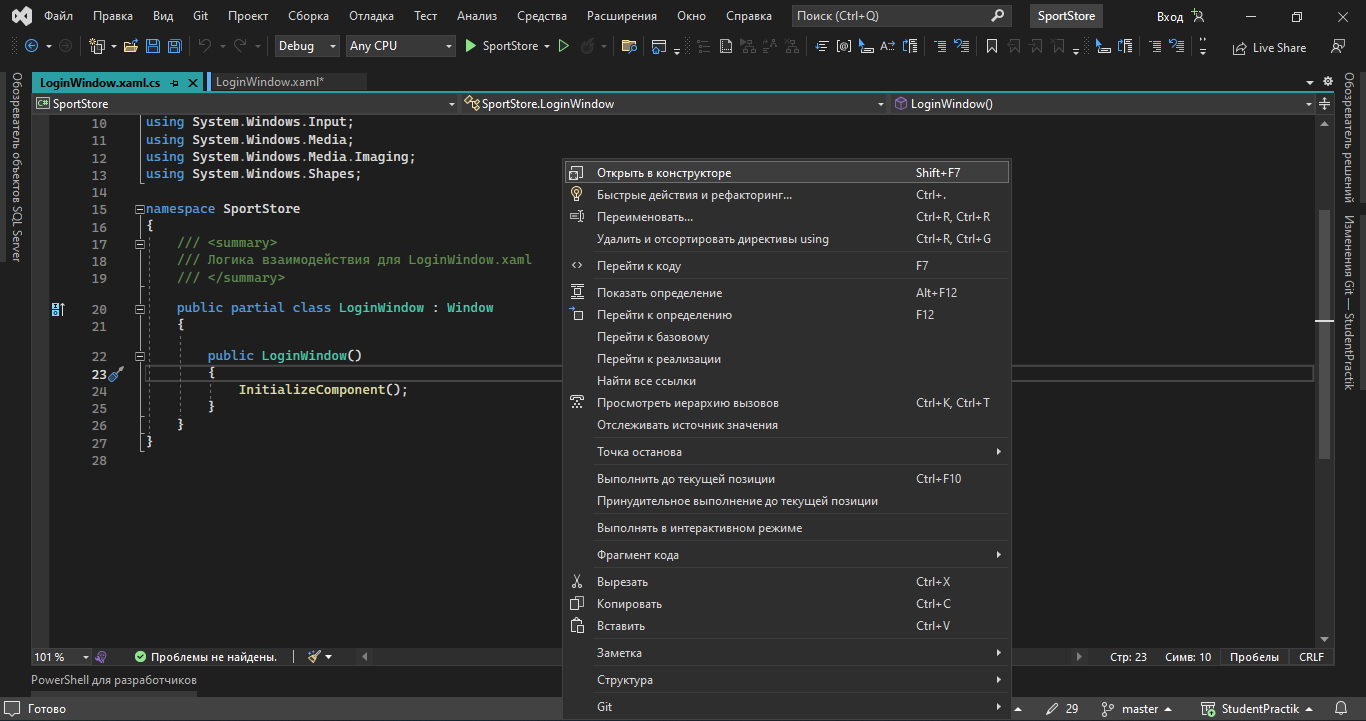 Файл Правка Вид Git Проект Сборка Отладка Тест Анализ Средства Расширения Окно Справка Поиск (Ctrl+Q) SportStore Вход
Debug Any CPU SportStore Live Share
LoginWindow.xaml.cs LoginWindow.xaml*
SportStore SportStore.LoginWindow LoginWindow()
Обозреватель объектов SQL Server
10 using System.Windows.Input;
11 using System.Windows.Media;
12 using System.Windows.Media.Imaging;
13 using System.Windows.Shapes;
14
15 namespace SportStore
16 {
17 /// <summary>
18 /// Логика взаимодействия для LoginWindow.xaml
19 /// </summary>
20 public partial class LoginWindow : Window
21 {
22 public LoginWindow()
23 {
24 InitializeComponent();
25 }
26 }
27 }
28
Открыть в конструкторе Shift+F7
Быстрые действия и рефакторинг... Ctrl+.
Переименовать... Ctrl+R, Ctrl+R
Удалить и отсортировать директивы using Ctrl+R, Ctrl+G
Перейти к коду F7
Показать определение Alt+F12
Перейти к определению F12
Перейти к базовому
Перейти к реализации
Найти все ссылки
Просмотреть иерархию вызовов Ctrl+K, Ctrl+T
Отслеживать источник значения
Точка останова
Выполнить до текущей позиции Ctrl+F10
Принудительное выполнение до текущей позиции
Выполнять в интерактивном режиме
Фрагмент кода
Вырезать Ctrl+X
Копировать Ctrl+C
Вставить Ctrl+V
Заметка
Структура
Git
Обозреватель решений
Изменения Git — StudentPractik
101 % Проблемы не найдены. Стр: 23 Симв: 10 Пробелы CRLF
PowerShell для разработчиков
Готово 29 master StudentPractik